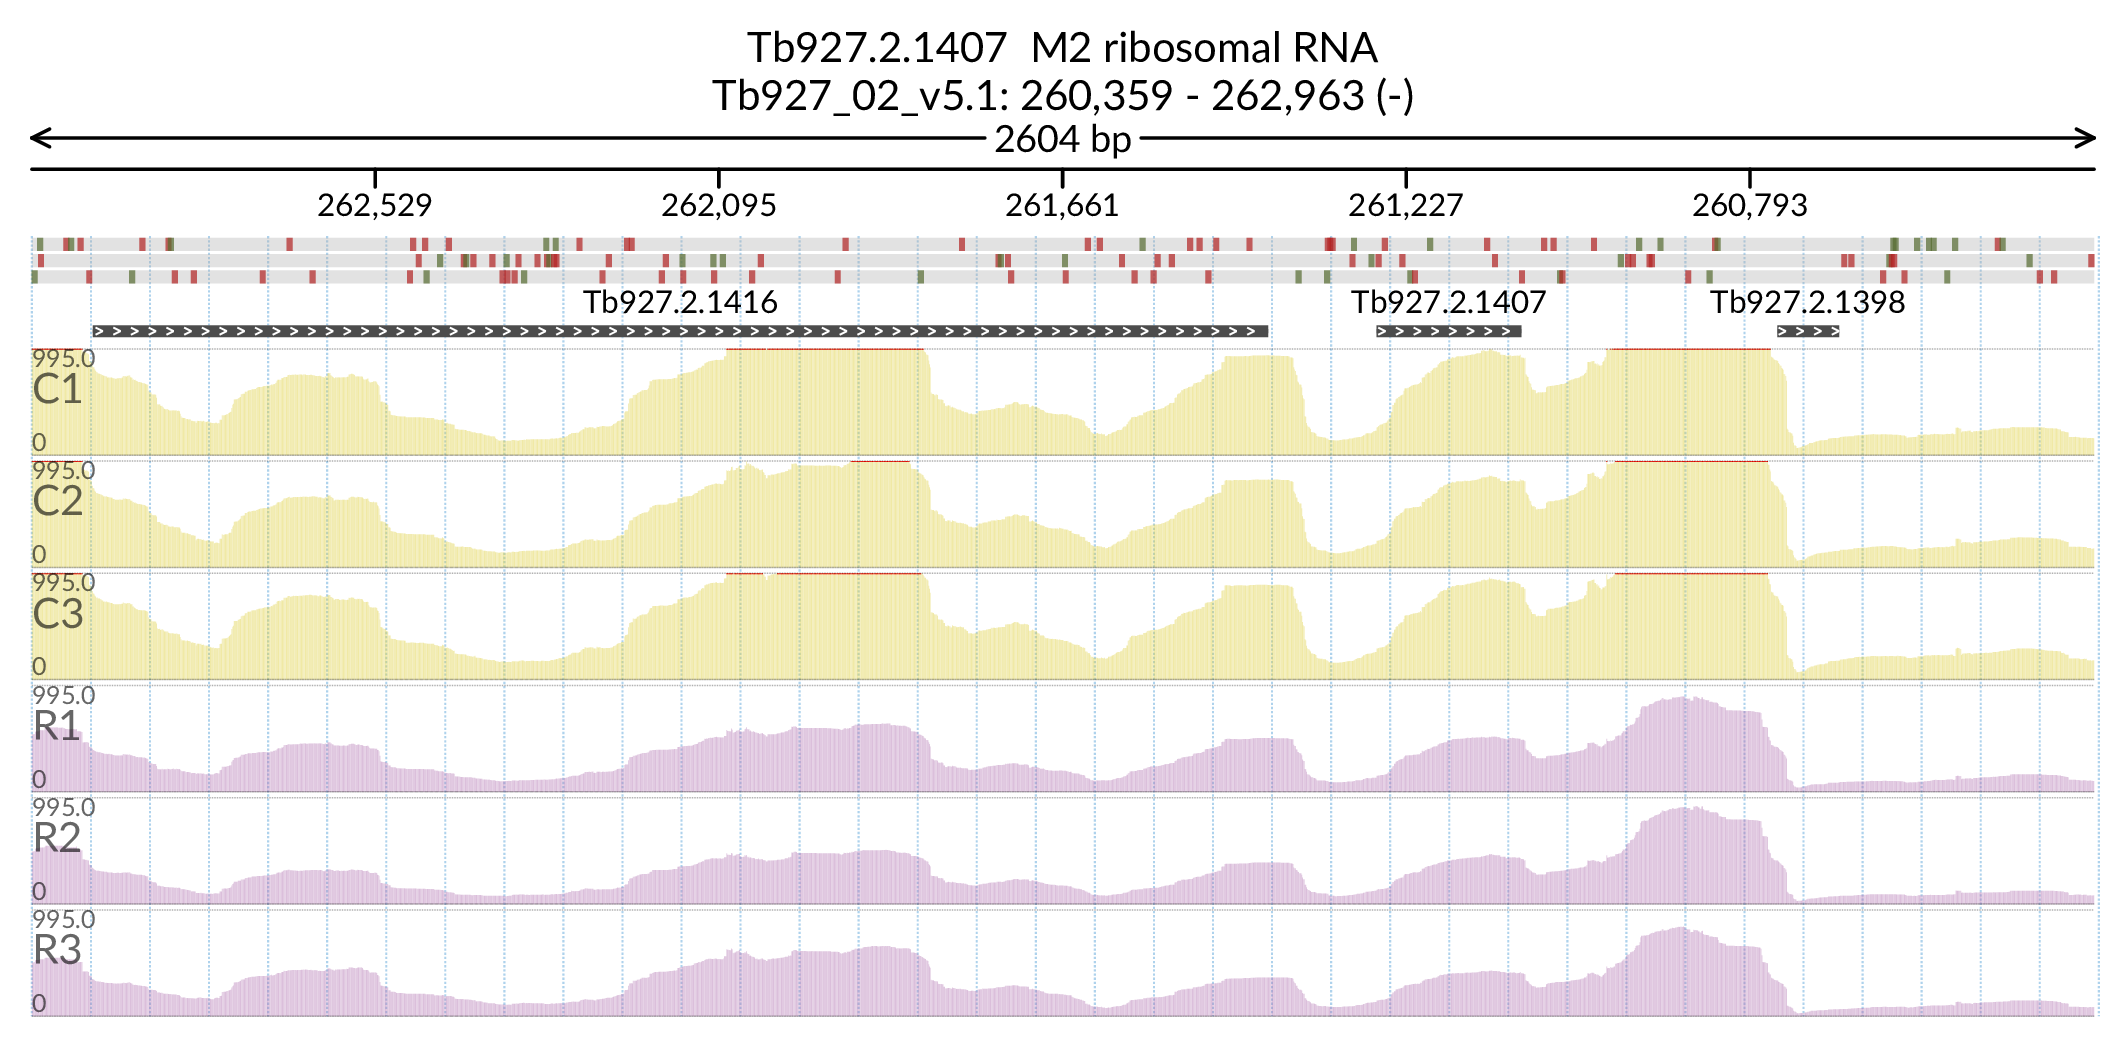 Tb927.2.1407 M2 ribosomal RNA
Tb927_02_v5.1: 260,359 - 262,963 (-)
2604 bp
262,529 262,095 261,661 261,227 260,793
Tb927.2.1416 Tb927.2.1407 Tb927.2.1398
995.0
C1
0
995.0
C2
0
995.0
C3
0
995.0
R1
0
995.0
R2
0
995.0
R3
0